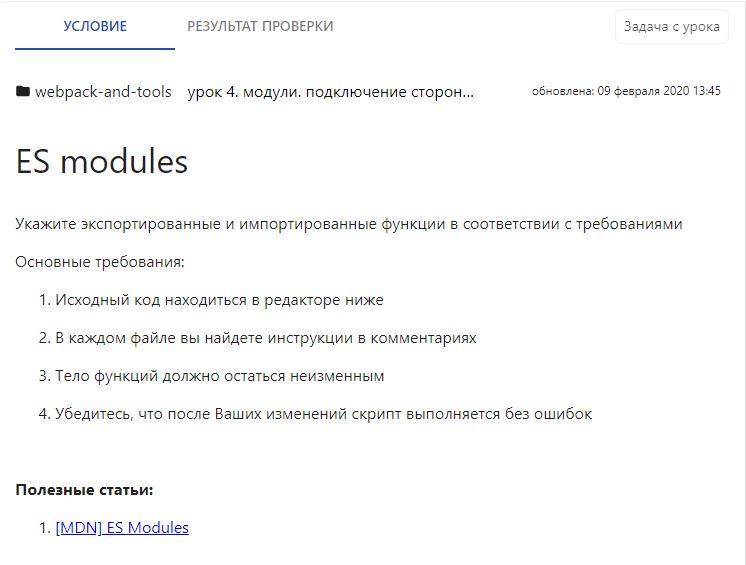 УСЛОВИЕ РЕЗУЛЬТАТ ПРОВЕРКИ Задача с урока
webpack-and-tools урок 4. модули. подключение сторон... обновлена: 09 февраля 2020 13:45
ES modules
Укажите экспортированные и импортированные функции в соответствии с требованиями
Основные требования:
1. Исходный код находиться в редакторе ниже
2. В каждом файле вы найдете инструкции в комментариях
3. Тело функций должно остаться неизменным
4. Убедитесь, что после Ваших изменений скрипт выполняется без ошибок
Полезные статьи:
1. [MDN] ES Modules